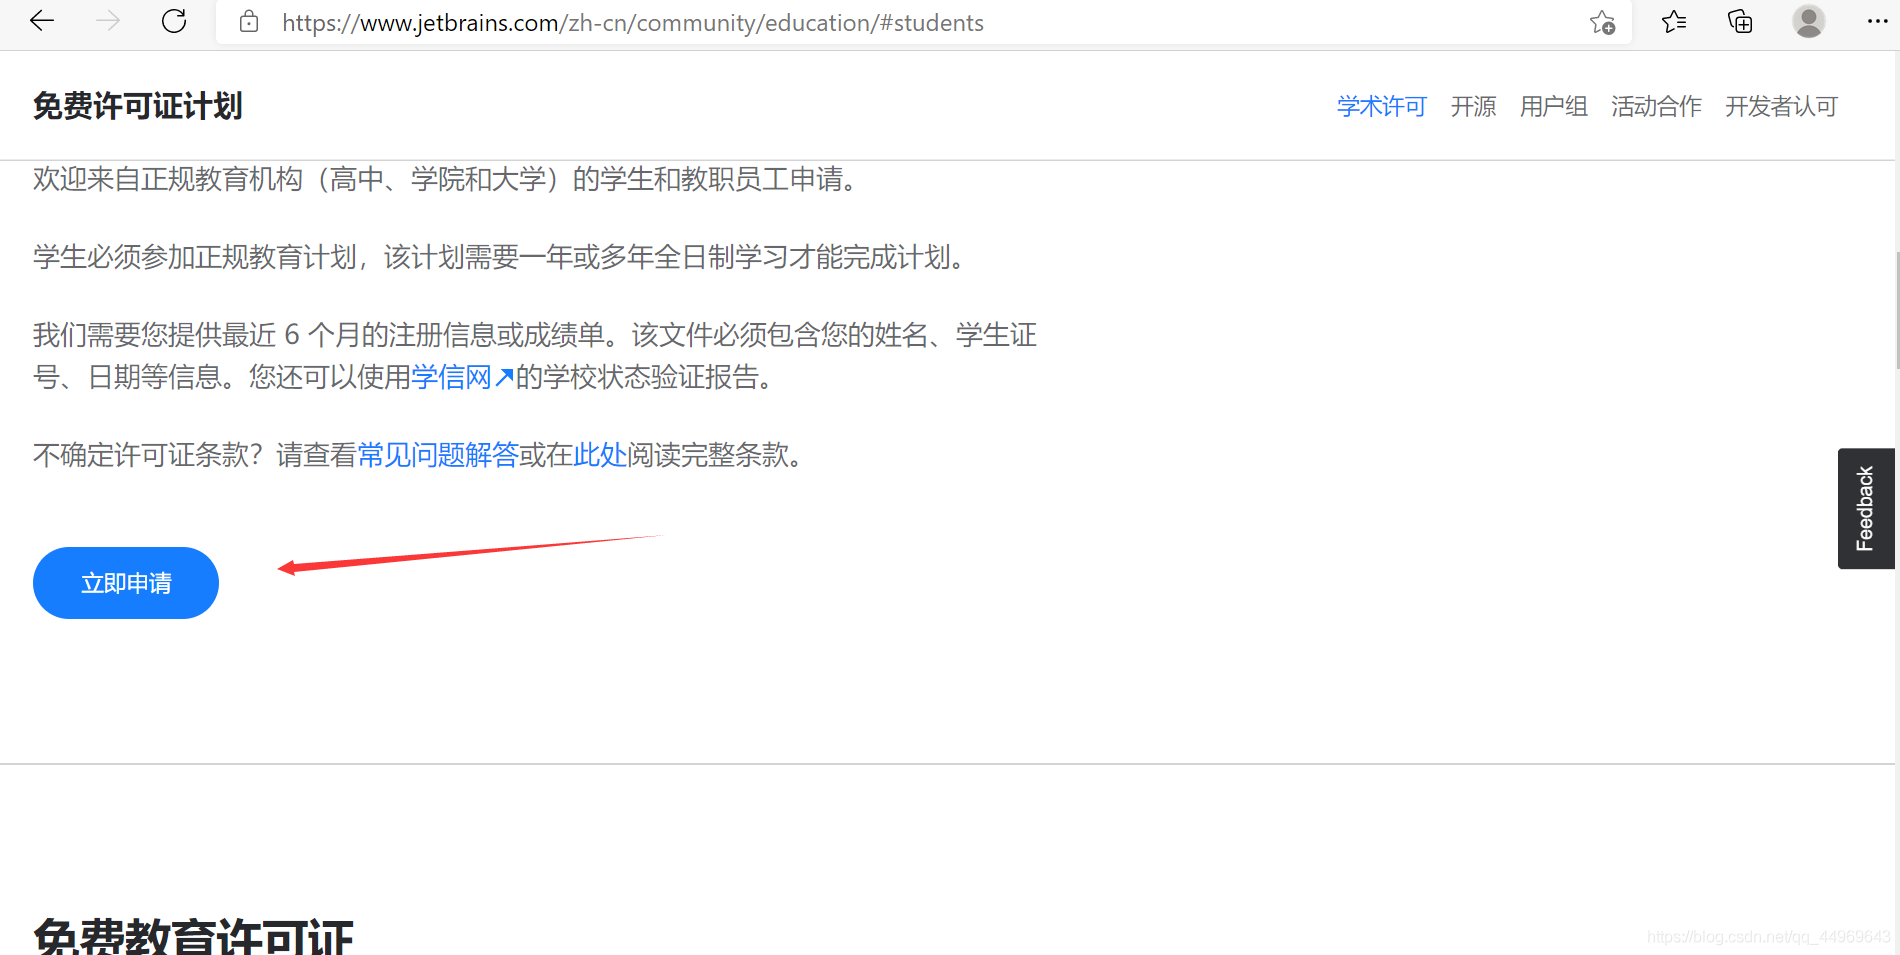 https://www.jetbrains.com/zh-cn/community/education/#students
免费许可证计划
学术许可 开源 用户组 活动合作 开发者认可
欢迎来自正规教育机构（高中、学院和大学）的学生和教职员工申请。
学生必须参加正规教育计划，该计划需要一年或多年全日制学习才能完成计划。
我们需要您提供最近 6 个月的注册信息或成绩单。该文件必须包含您的姓名、学生证
号、日期等信息。您还可以使用学信网↗的学校状态验证报告。
不确定许可证条款？请查看常见问题解答或在此处阅读完整条款。
Feedback
立即申请
免费教育许可证
https://blog.csdn.net/qq_44969643